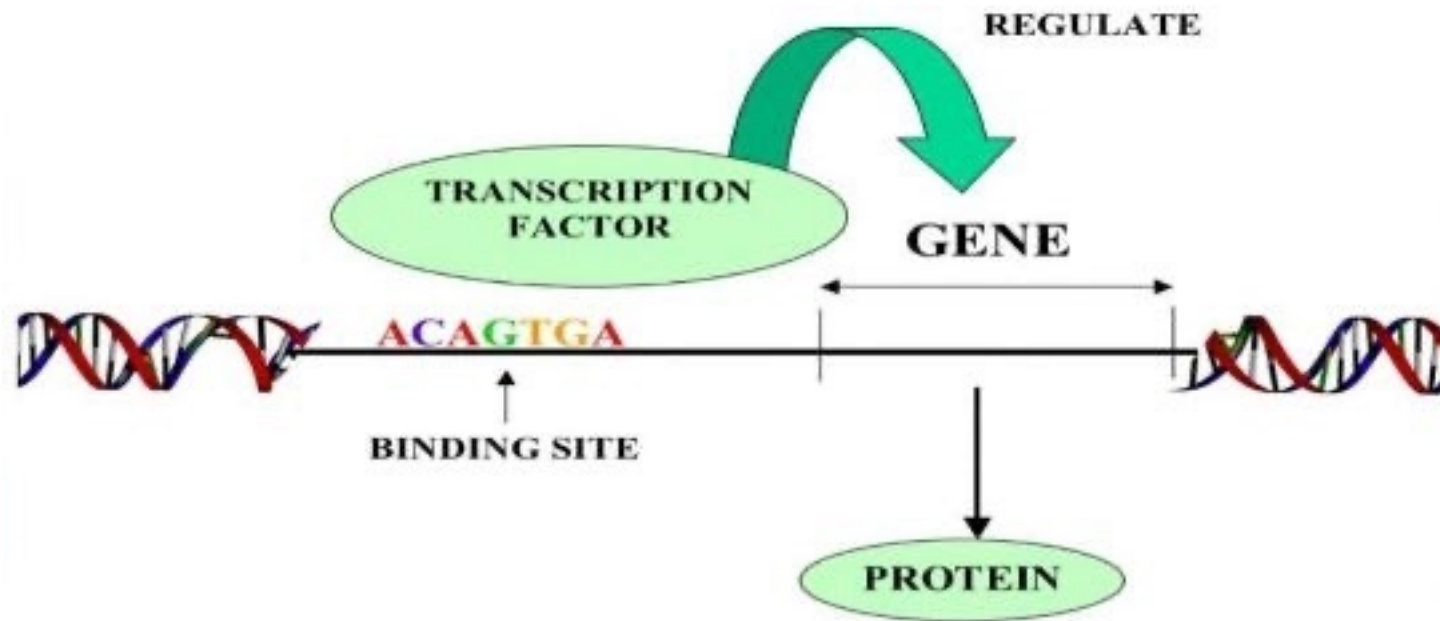 REGULATE
TRANSCRIPTION
FACTOR
GENE
ACAGTGA
BINDING SITE
PROTEIN